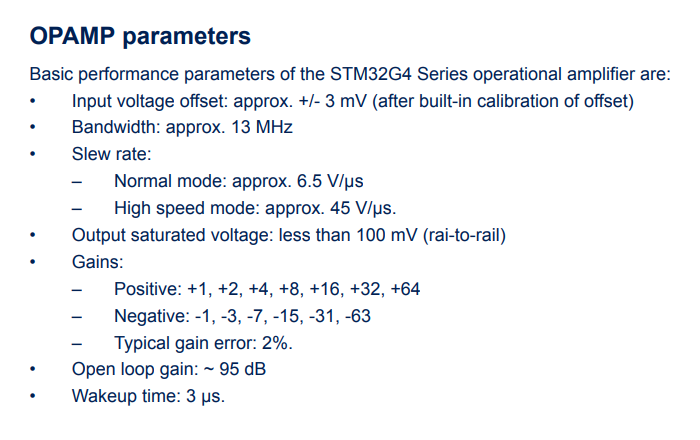 OPAMP parameters
Basic performance parameters of the STM32G4 Series operational amplifier are:
• Input voltage offset: approx. +/- 3 mV (after built-in calibration of offset)
• Bandwidth: approx. 13 MHz
• Slew rate:
– Normal mode: approx. 6.5 V/µs
– High speed mode: approx. 45 V/µs.
• Output saturated voltage: less than 100 mV (rai-to-rail)
• Gains:
– Positive: +1, +2, +4, +8, +16, +32, +64
– Negative: -1, -3, -7, -15, -31, -63
– Typical gain error: 2%.
• Open loop gain: ~ 95 dB
• Wakeup time: 3 µs.